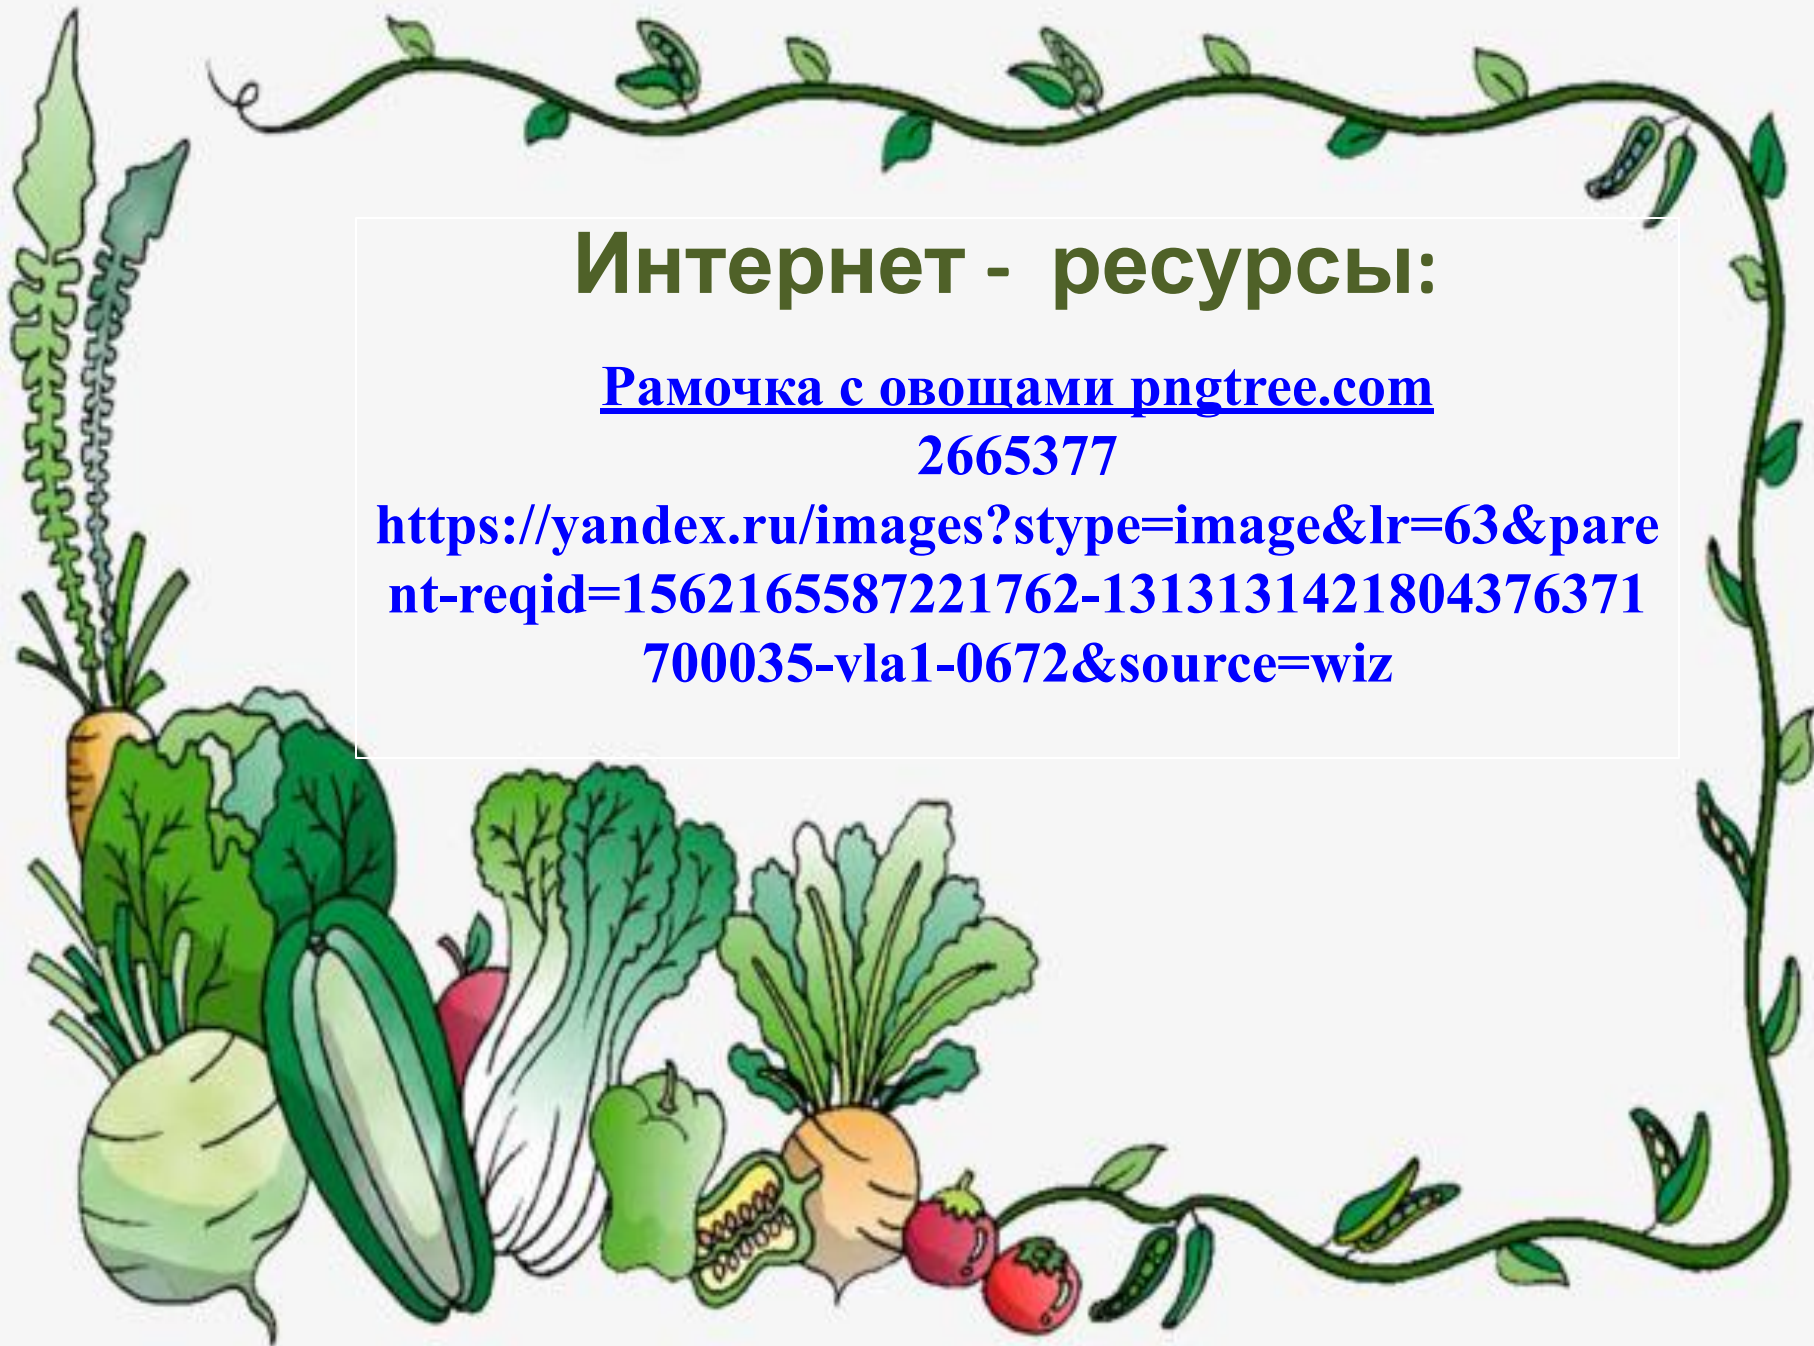 Интернет - ресурсы:
Рамочка с овощами pngtree.com
2665377
https://yandex.ru/images?stype=image&lr=63&pare
nt-reqid=1562165587221762-1313131421804376371
700035-vla1-0672&source=wiz